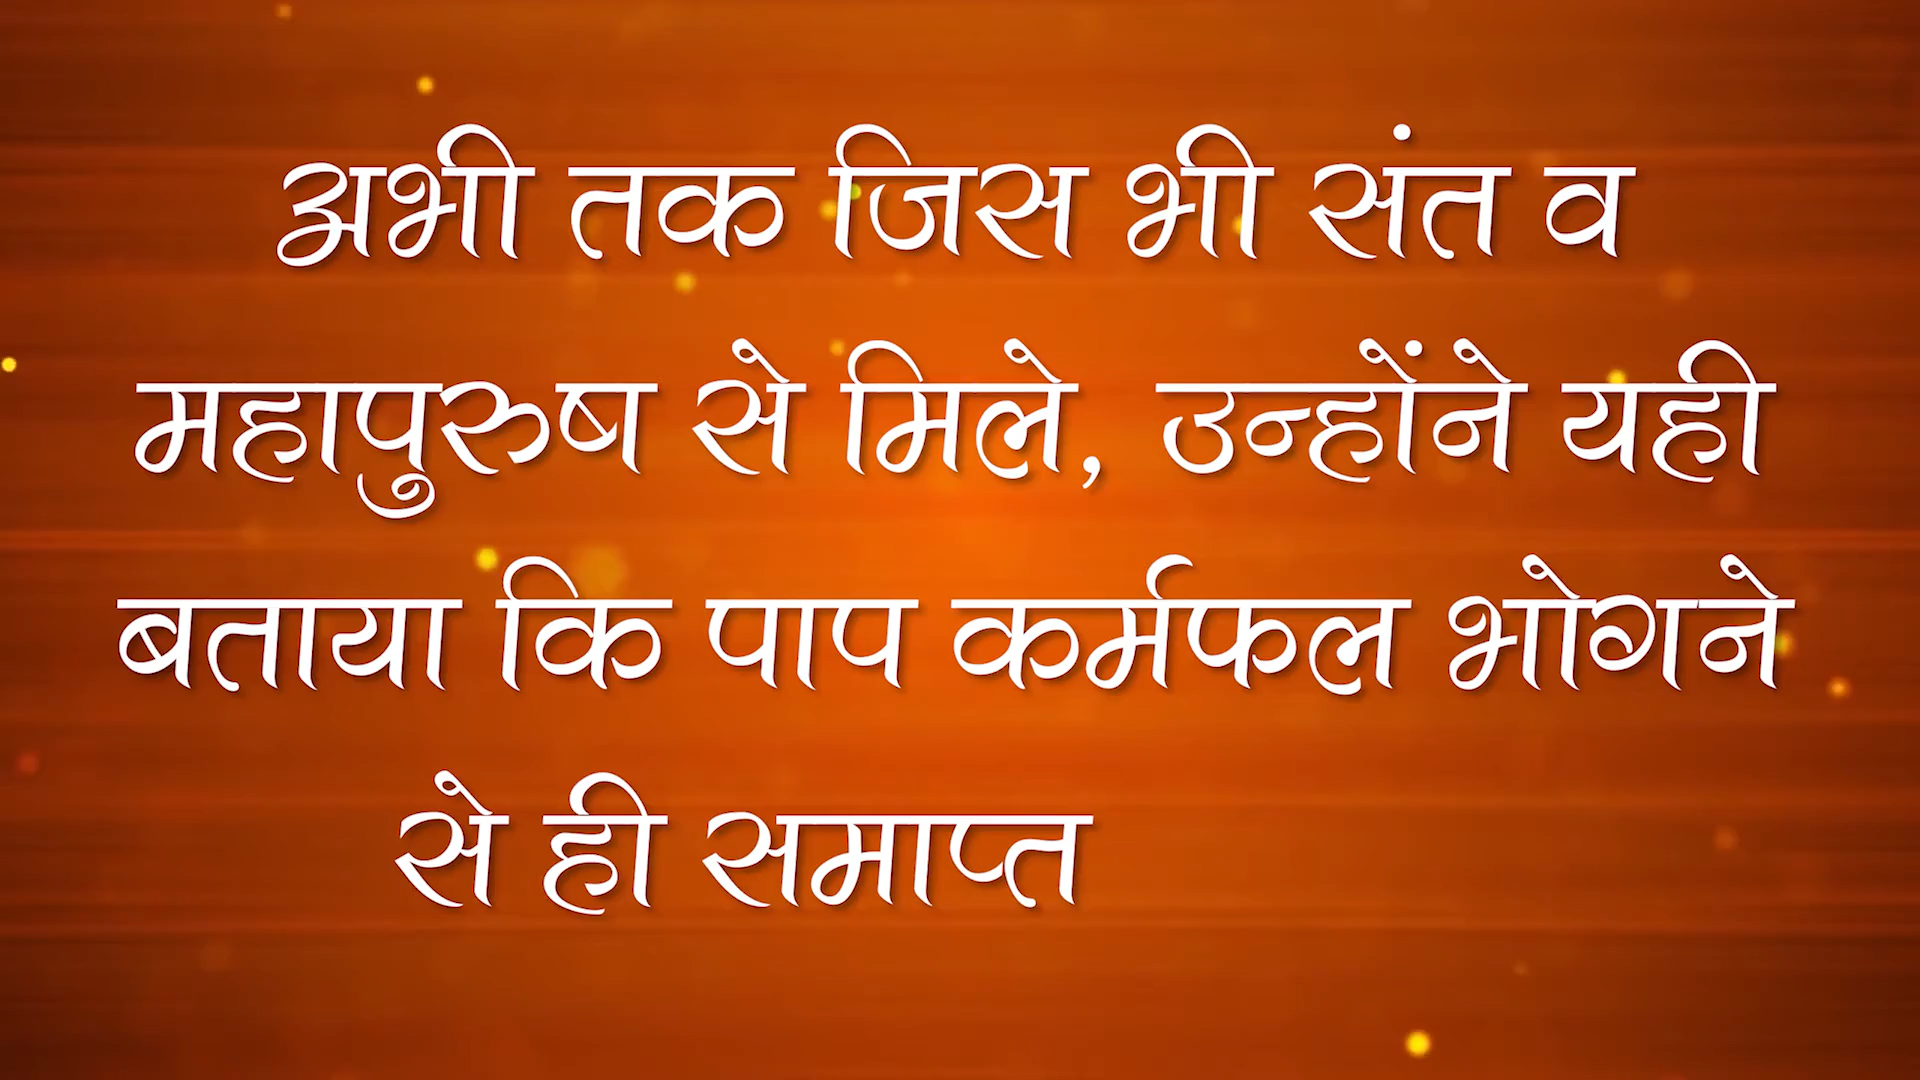 अभी तक जिस भी संत व
महापुरुष से मिले, उन्होंने यही
बताया कि पाप कर्मफल भोगने
से ही समाप्त